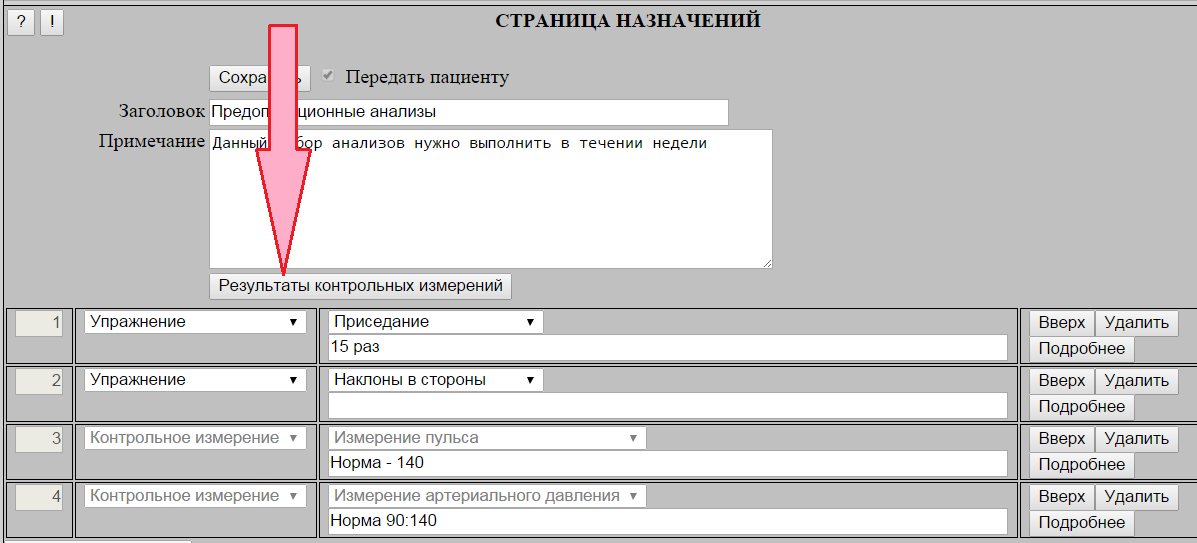 ? ! СТРАНИЦА НАЗНАЧЕНИЙ
Передать пациенту
Заголовок анализы
Примечание Данный анализов нужно выполнить в течении недели
Результаты контрольных измерений
1 Упражнение Приседание Вверх Удалить
15 раз Подробнее
2 Упражнение Наклоны в стороны Вверх Удалить
Подробнее
3 Контрольное измерение Измерение пульса Вверх Удалить
Норма - 140 Подробнее
4 Контрольное измерение Измерение артериального давления Вверх Удалить
Норма 90:140 Подробнее